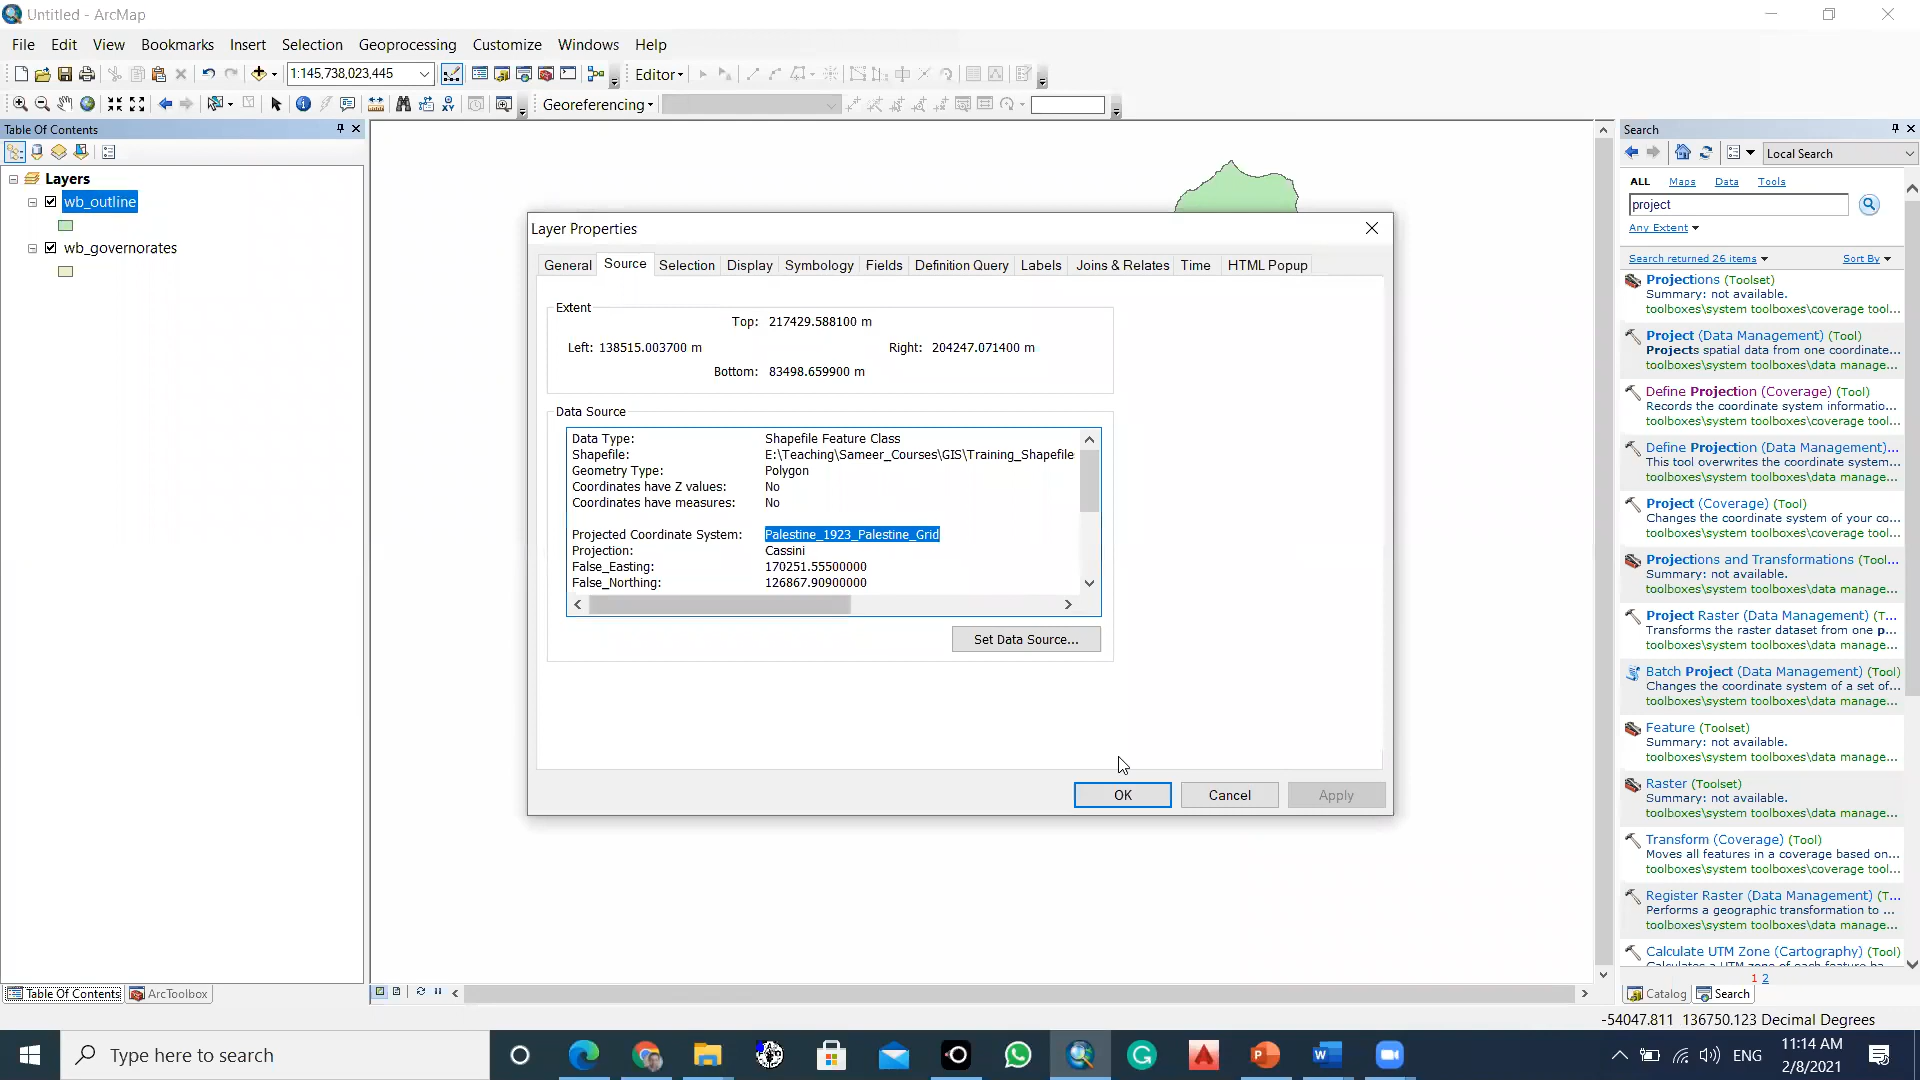 Untitled - ArcMap
File Edit View Bookmarks Insert Selection Geoprocessing Customize Windows Help
1:145,738,023,445
Editor
Georeferencing
Table Of Contents
Layers
wb_outline
wb_governorates
Table Of Contents
ArcToolbox
Layer Properties
General Source Selection Display Symbology Fields Definition Query Labels Joins & Relates Time HTML Popup
Extent
Top: 217429.588100 m
Left: 138515.003700 m Right: 204247.071400 m
Bottom: 83498.659900 m
Data Source
Data Type: Shapefile Feature Class
Shapefile: E:\Teaching\Sameer_Courses\GIS\Training_Shapefile
Geometry Type: Polygon
Coordinates have Z values: No
Coordinates have measures: No
Projected Coordinate System: Palestine_1923_Palestine_Grid
Projection: Cassini
False_Easting: 170251.55500000
False_Northing: 126867.90900000
Set Data Source...
OK Cancel Apply
Search
Local Search
ALL Maps Data Tools
project
Any Extent
Search returned 26 items Sort By
Projections (Toolset)
Summary: not available.
toolboxes\system toolboxes\coverage tool...
Project (Data Management) (Tool)
Projects spatial data from one coordinate...
toolboxes\system toolboxes\data manage...
Define Projection (Coverage) (Tool)
Records the coordinate system informatio...
toolboxes\system toolboxes\coverage tool...
Define Projection (Data Management)...
This tool overwrites the coordinate system...
toolboxes\system toolboxes\data manage...
Project (Coverage) (Tool)
Changes the coordinate system of your co...
toolboxes\system toolboxes\coverage tool...
Projections and Transformations (Tool...
Summary: not available.
toolboxes\system toolboxes\data manage...
Project Raster (Data Management) (T...
Transforms the raster dataset from one p...
toolboxes\system toolboxes\data manage...
Batch Project (Data Management) (Tool)
Changes the coordinate system of a set of...
toolboxes\system toolboxes\data manage...
Feature (Toolset)
Summary: not available.
toolboxes\system toolboxes\data manage...
Raster (Toolset)
Summary: not available.
toolboxes\system toolboxes\data manage...
Transform (Coverage) (Tool)
Moves all features in a coverage based on...
toolboxes\system toolboxes\coverage tool...
Register Raster (Data Management) (T...
Performs a geographic transformation to ...
toolboxes\system toolboxes\data manage...
Calculate UTM Zone (Cartography) (Tool)
1 2
Catalog Search
-54047.811 136750.123 Decimal Degrees
Type here to search
ENG
11:14 AM
2/8/2021